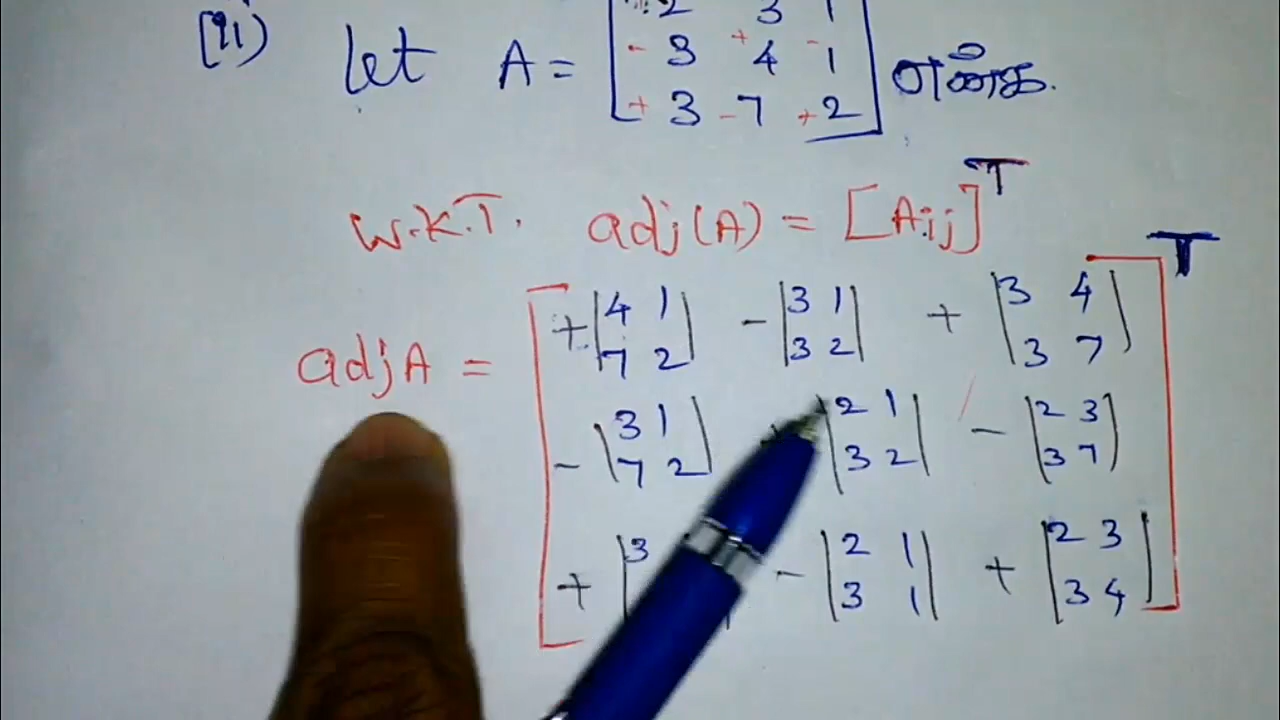 (ii) Let A = [ 2 3 1
- 3 + 4 - 1 என்க.
+ 3 - 7 + 2 ]
W.K.T. adj(A) = [Aij]^T
adj A = [ +|4 1; 7 2| -|3 1; 3 2| +|3 4; 3 7|
-|3 1; 7 2| |2 1; 3 2| -|2 3; 3 7|
+|3 -|2 1; 3 1| +|2 3; 3 4| ]^T